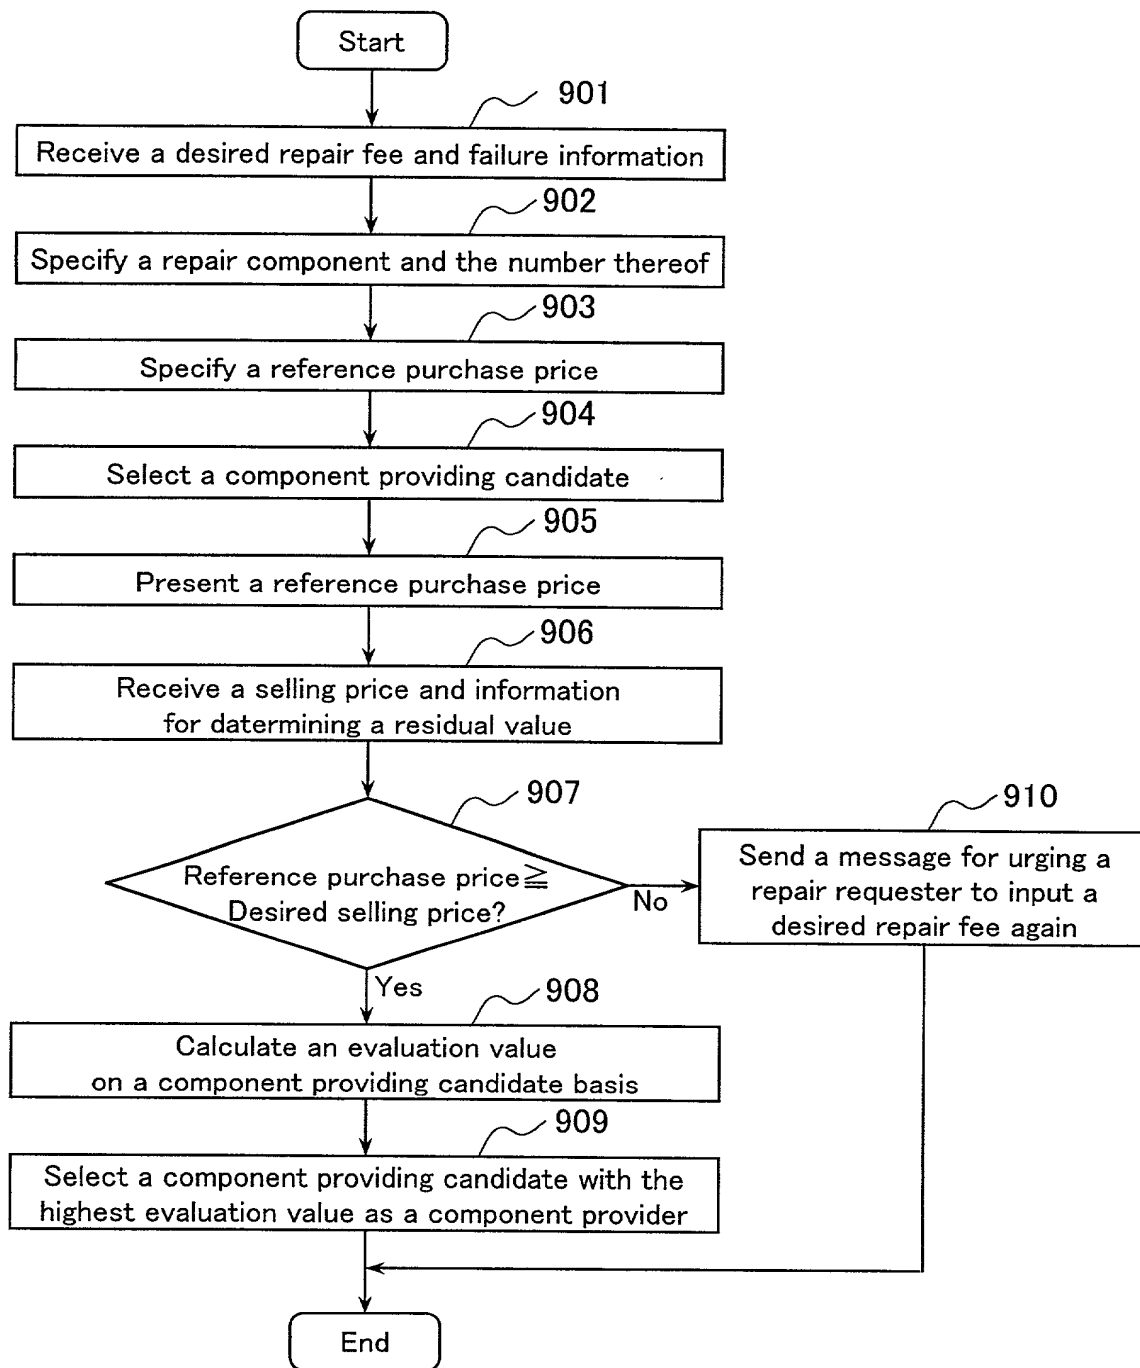 Start
901
Receive a desired repair fee and failure information
902
Specify a repair component and the number thereof
903
Specify a reference purchase price
904
Select a component providing candidate
905
Present a reference purchase price
906
Receive a selling price and information
for datermining a residual value
907
Reference purchase price≧
Desired selling price?
No
910
Send a message for urging a
repair requester to input a
desired repair fee again
Yes
908
Calculate an evaluation value
on a component providing candidate basis
909
Select a component providing candidate with the
highest evaluation value as a component provider
End